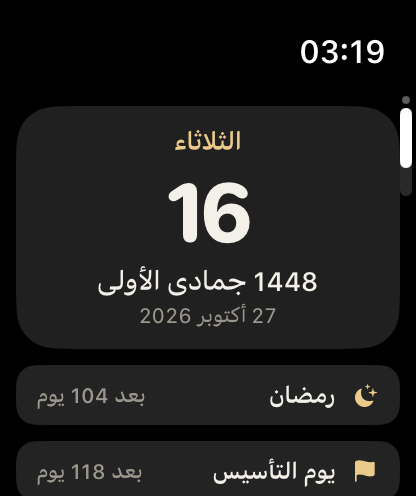 03:19
الثلاثاء
16
جمادى الأولى 1448
27 أكتوبر 2026
رمضان بعد 104 يوم
يوم التأسيس بعد 118 يوم